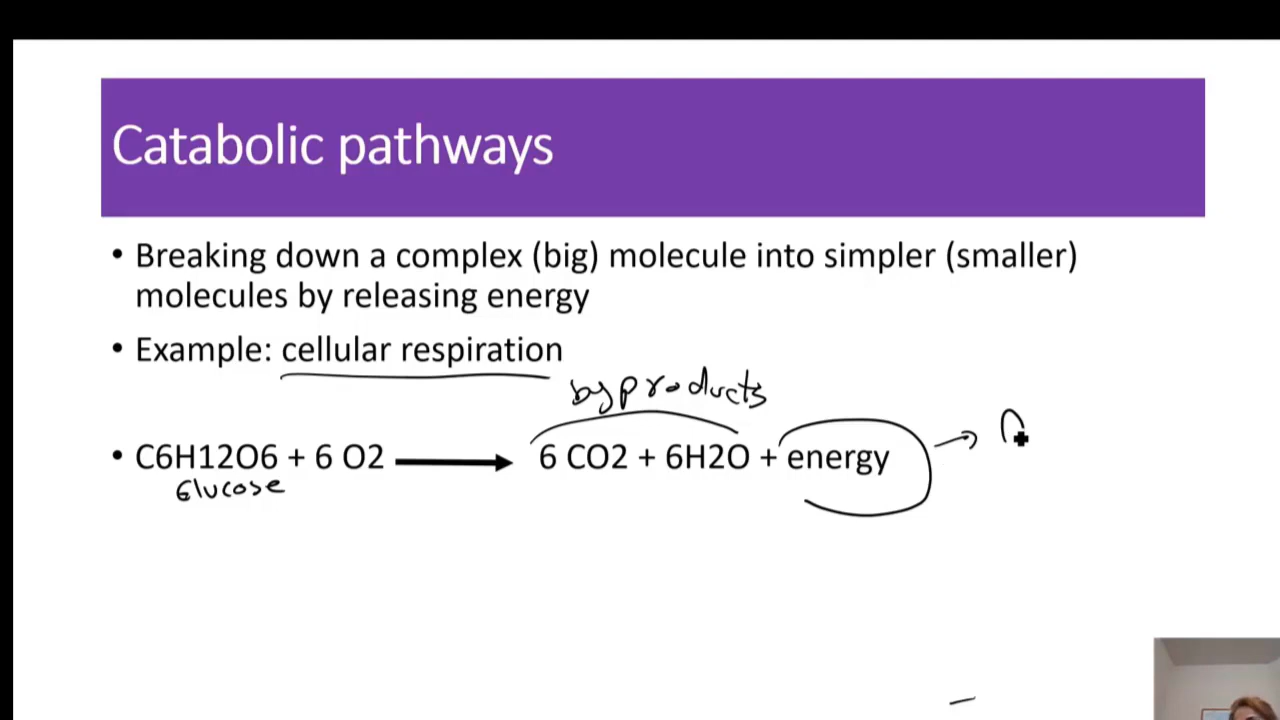 Catabolic pathways
• Breaking down a complex (big) molecule into simpler (smaller)
molecules by releasing energy
• Example: cellular respiration
byproducts
• C6H12O6 + 6 O2 → 6 CO2 + 6H2O + energy →
Glucose